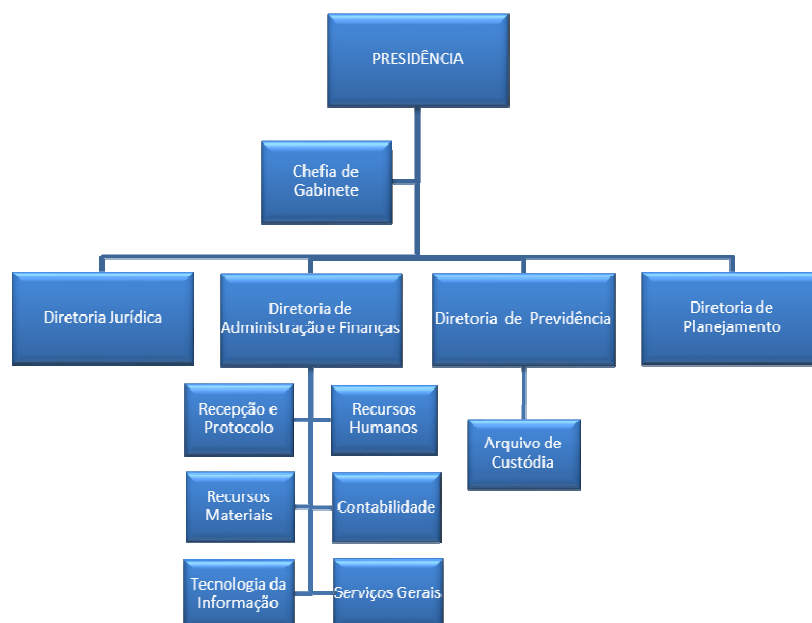 PRESIDÊNCIA
Chefia de
Gabinete
Diretoria Jurídica
Diretoria de
Administração e Finanças
Diretoria de Previdência
Diretoria de
Planejamento
Recepção e
Protocolo
Recursos
Humanos
Arquivo de
Custódia
Recursos
Materiais
Contabilidade
Tecnologia da
Informação
Serviços Gerais